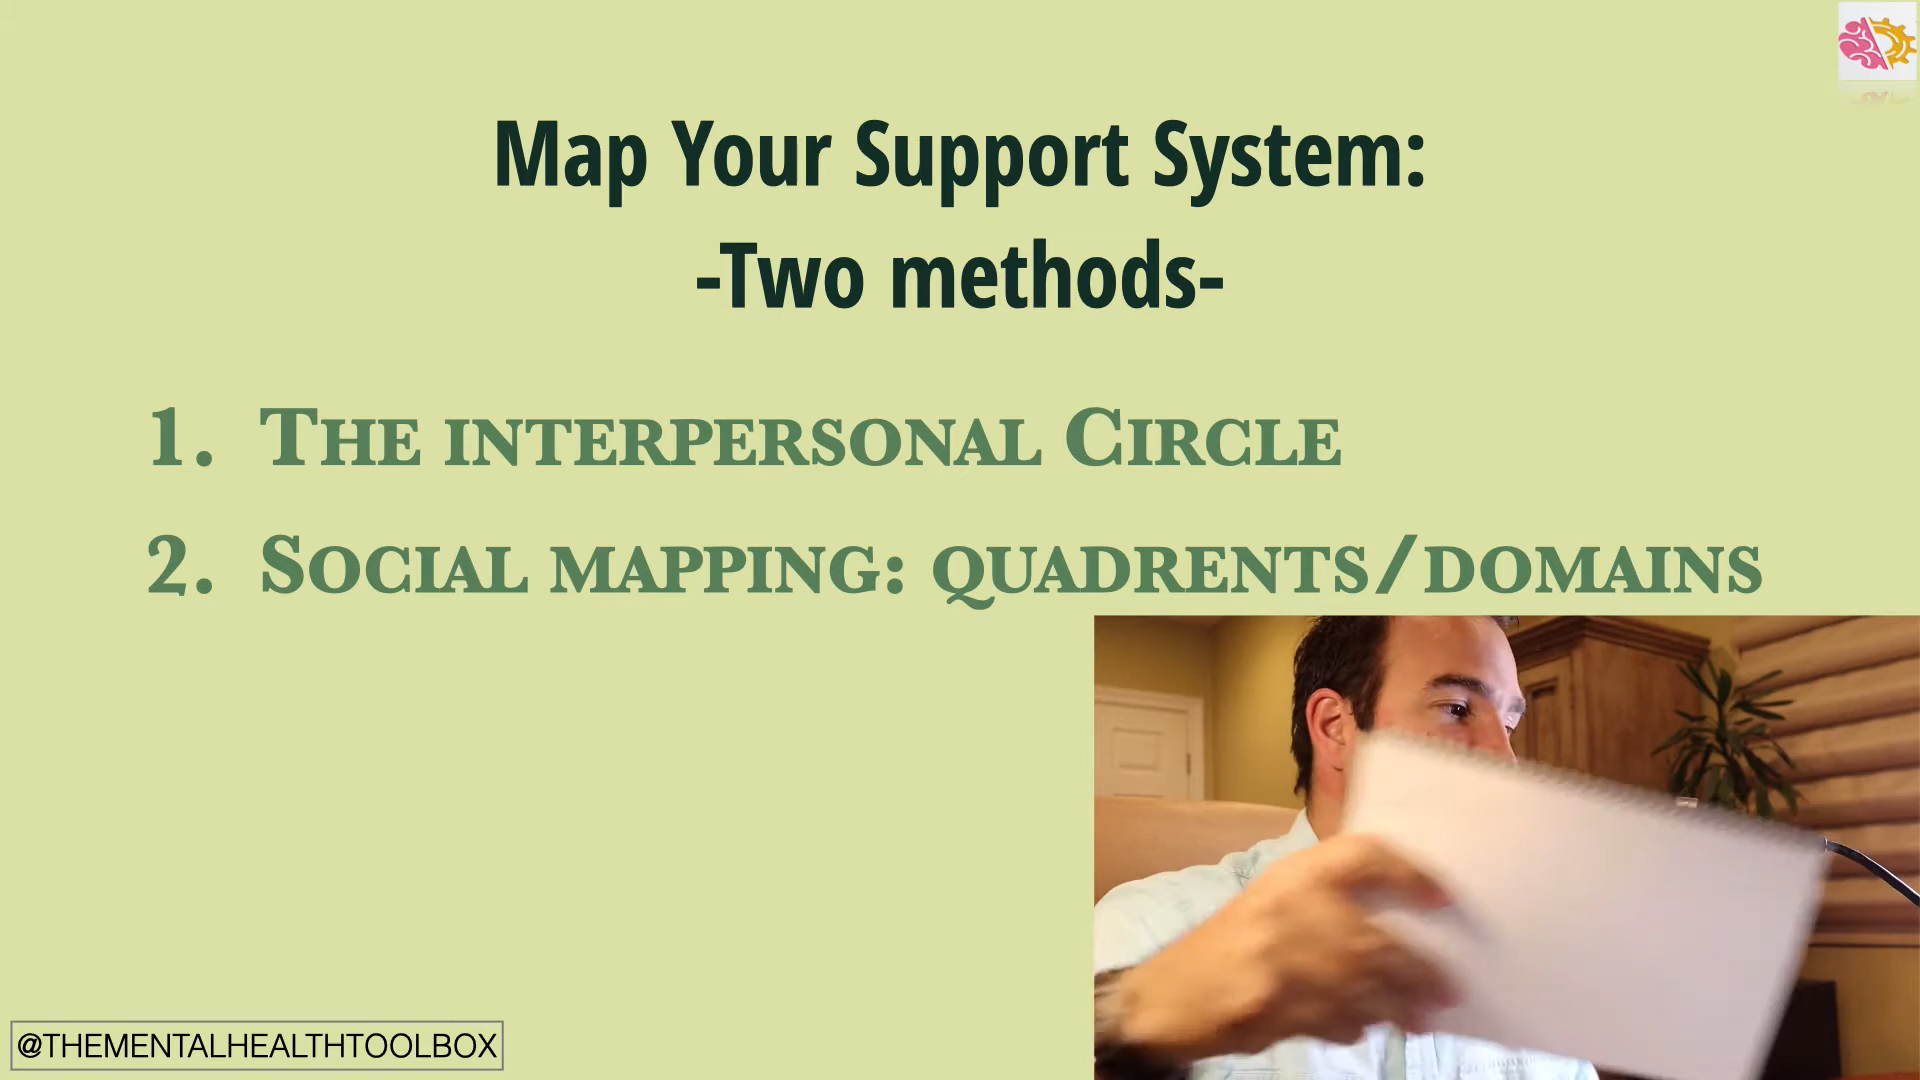 Map Your Support System:
-Two methods-
1. The interpersonal Circle
2. Social mapping: quadrents/domains
@THEMENTALHEALTHTOOLBOX